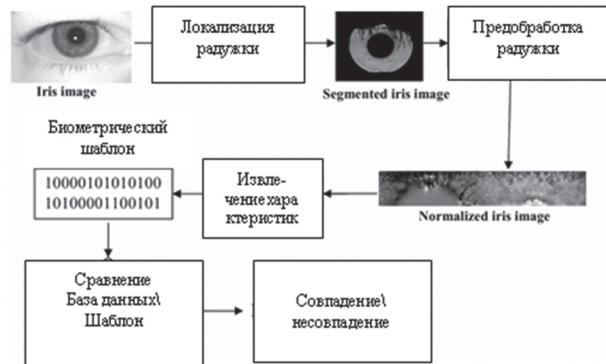 Локализация
радужки
Предобработка
радужки
Iris image
Segmented iris image
Биометрический
шаблон
10000101010100
10100001100101
Извле-
чение хара
ктеристик
Normalized iris image
Сравнение
База данных\
Шаблон
Совпадение\
несовпадение